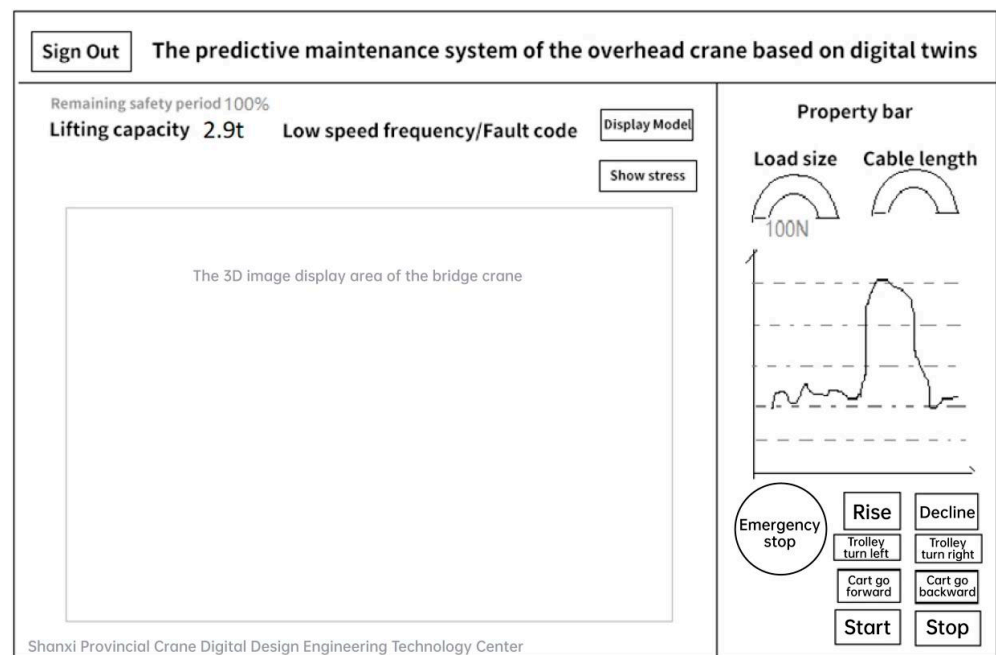 Sign Out
The predictive maintenance system of the overhead crane based on digital twins
Remaining safety period 100%
Lifting capacity 2.9t
Low speed frequency/Fault code
Display Model
Show stress
The 3D image display area of the bridge crane
Shanxi Provincial Crane Digital Design Engineering Technology Center
Property bar
Load size
Cable length
100N
Emergency
stop
Rise
Decline
Trolley
turn left
Trolley
turn right
Cart go
forward
Cart go
backward
Start
Stop